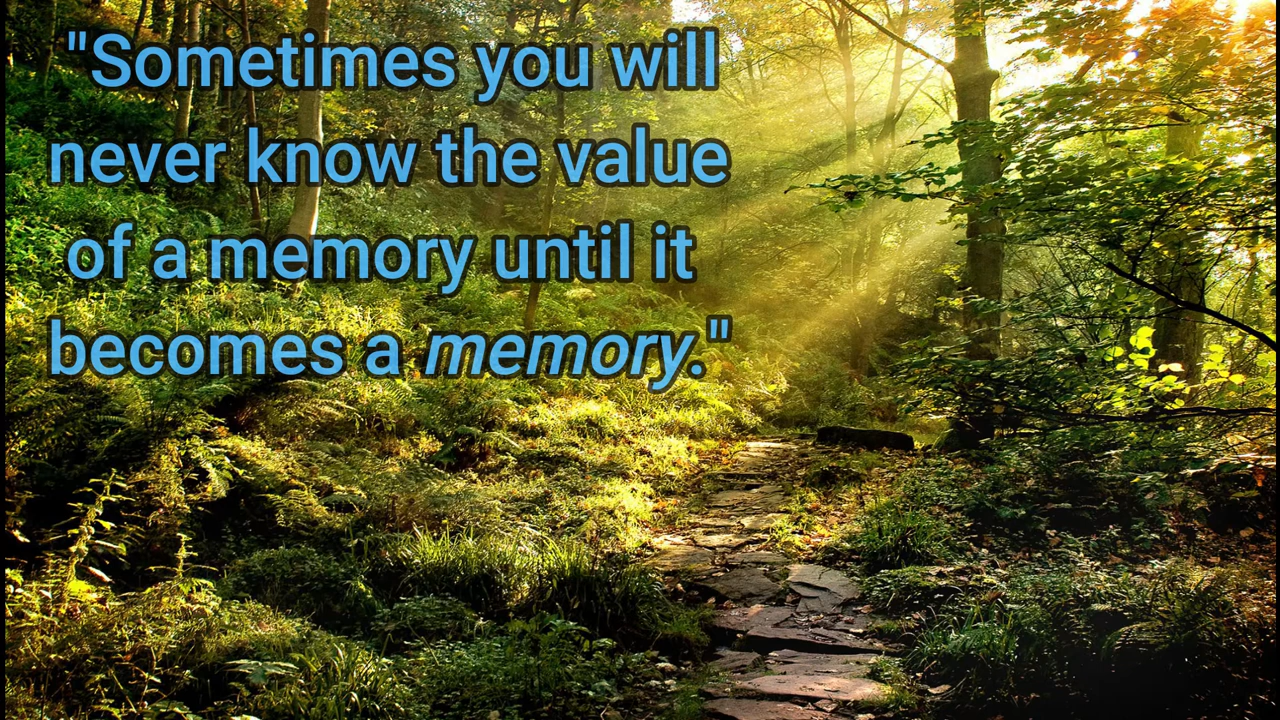 "Sometimes you will
never know the value
of a memory until it
becomes a memory."